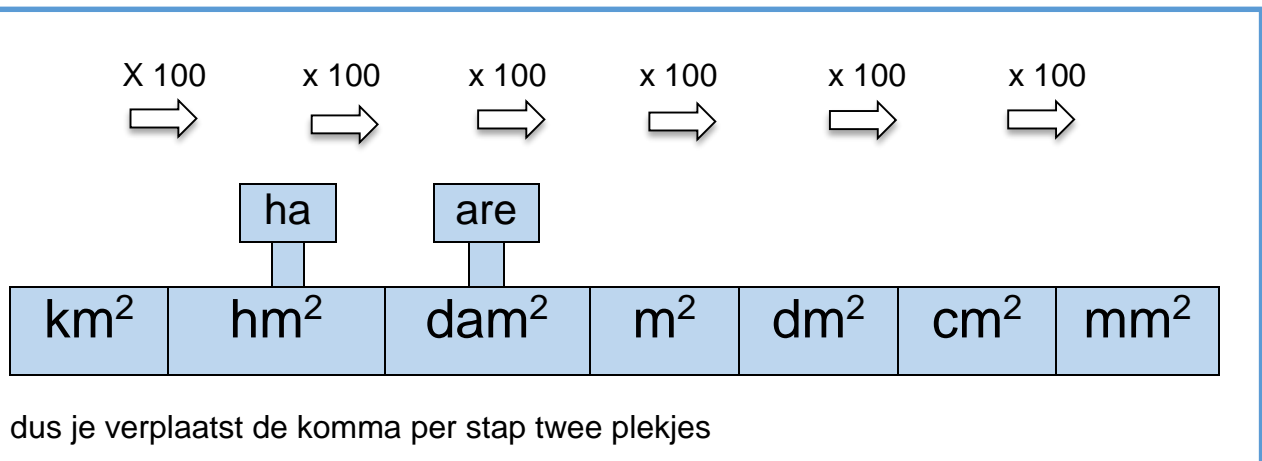 X 100 x 100 x 100 x 100 x 100 x 100
ha are
km² hm² dam² m² dm² cm² mm²
dus je verplaatst de komma per stap twee plekjes